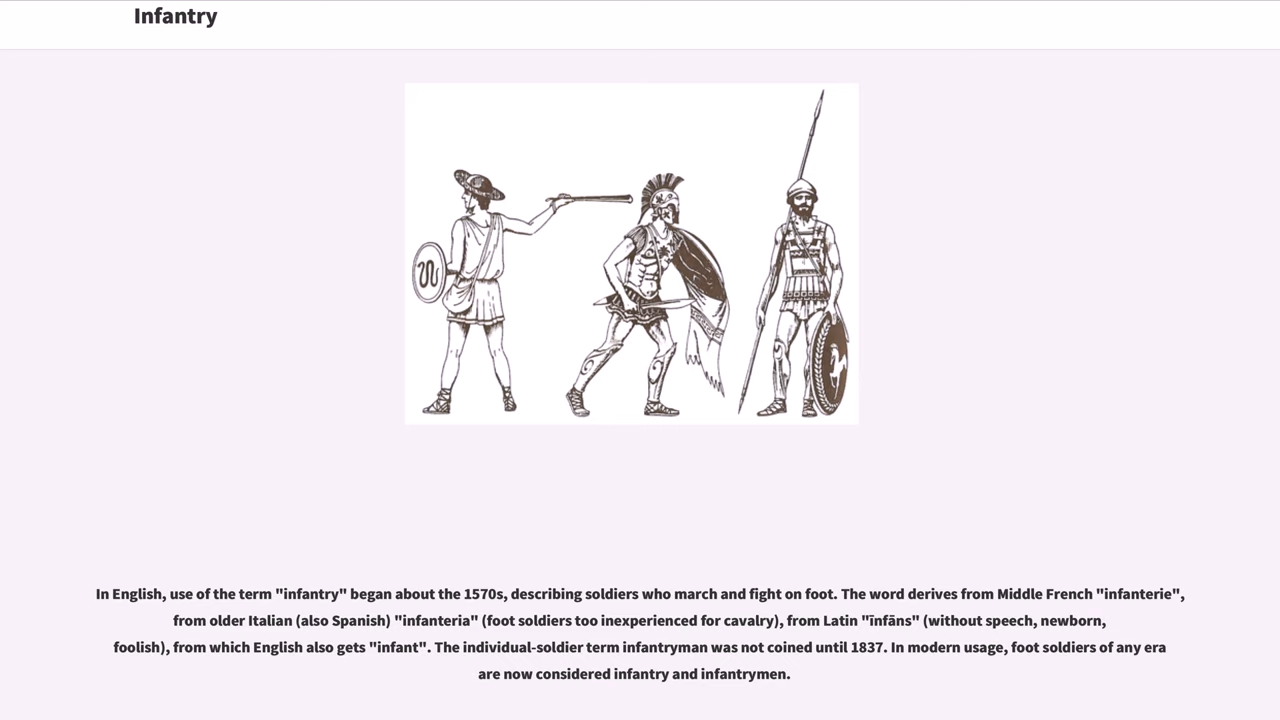 Infantry
In English, use of the term "infantry" began about the 1570s, describing soldiers who march and fight on foot. The word derives from Middle French "infanterie",
from older Italian (also Spanish) "infanteria" (foot soldiers too inexperienced for cavalry), from Latin "īnfāns" (without speech, newborn,
foolish), from which English also gets "infant". The individual-soldier term infantryman was not coined until 1837. In modern usage, foot soldiers of any era
are now considered infantry and infantrymen.